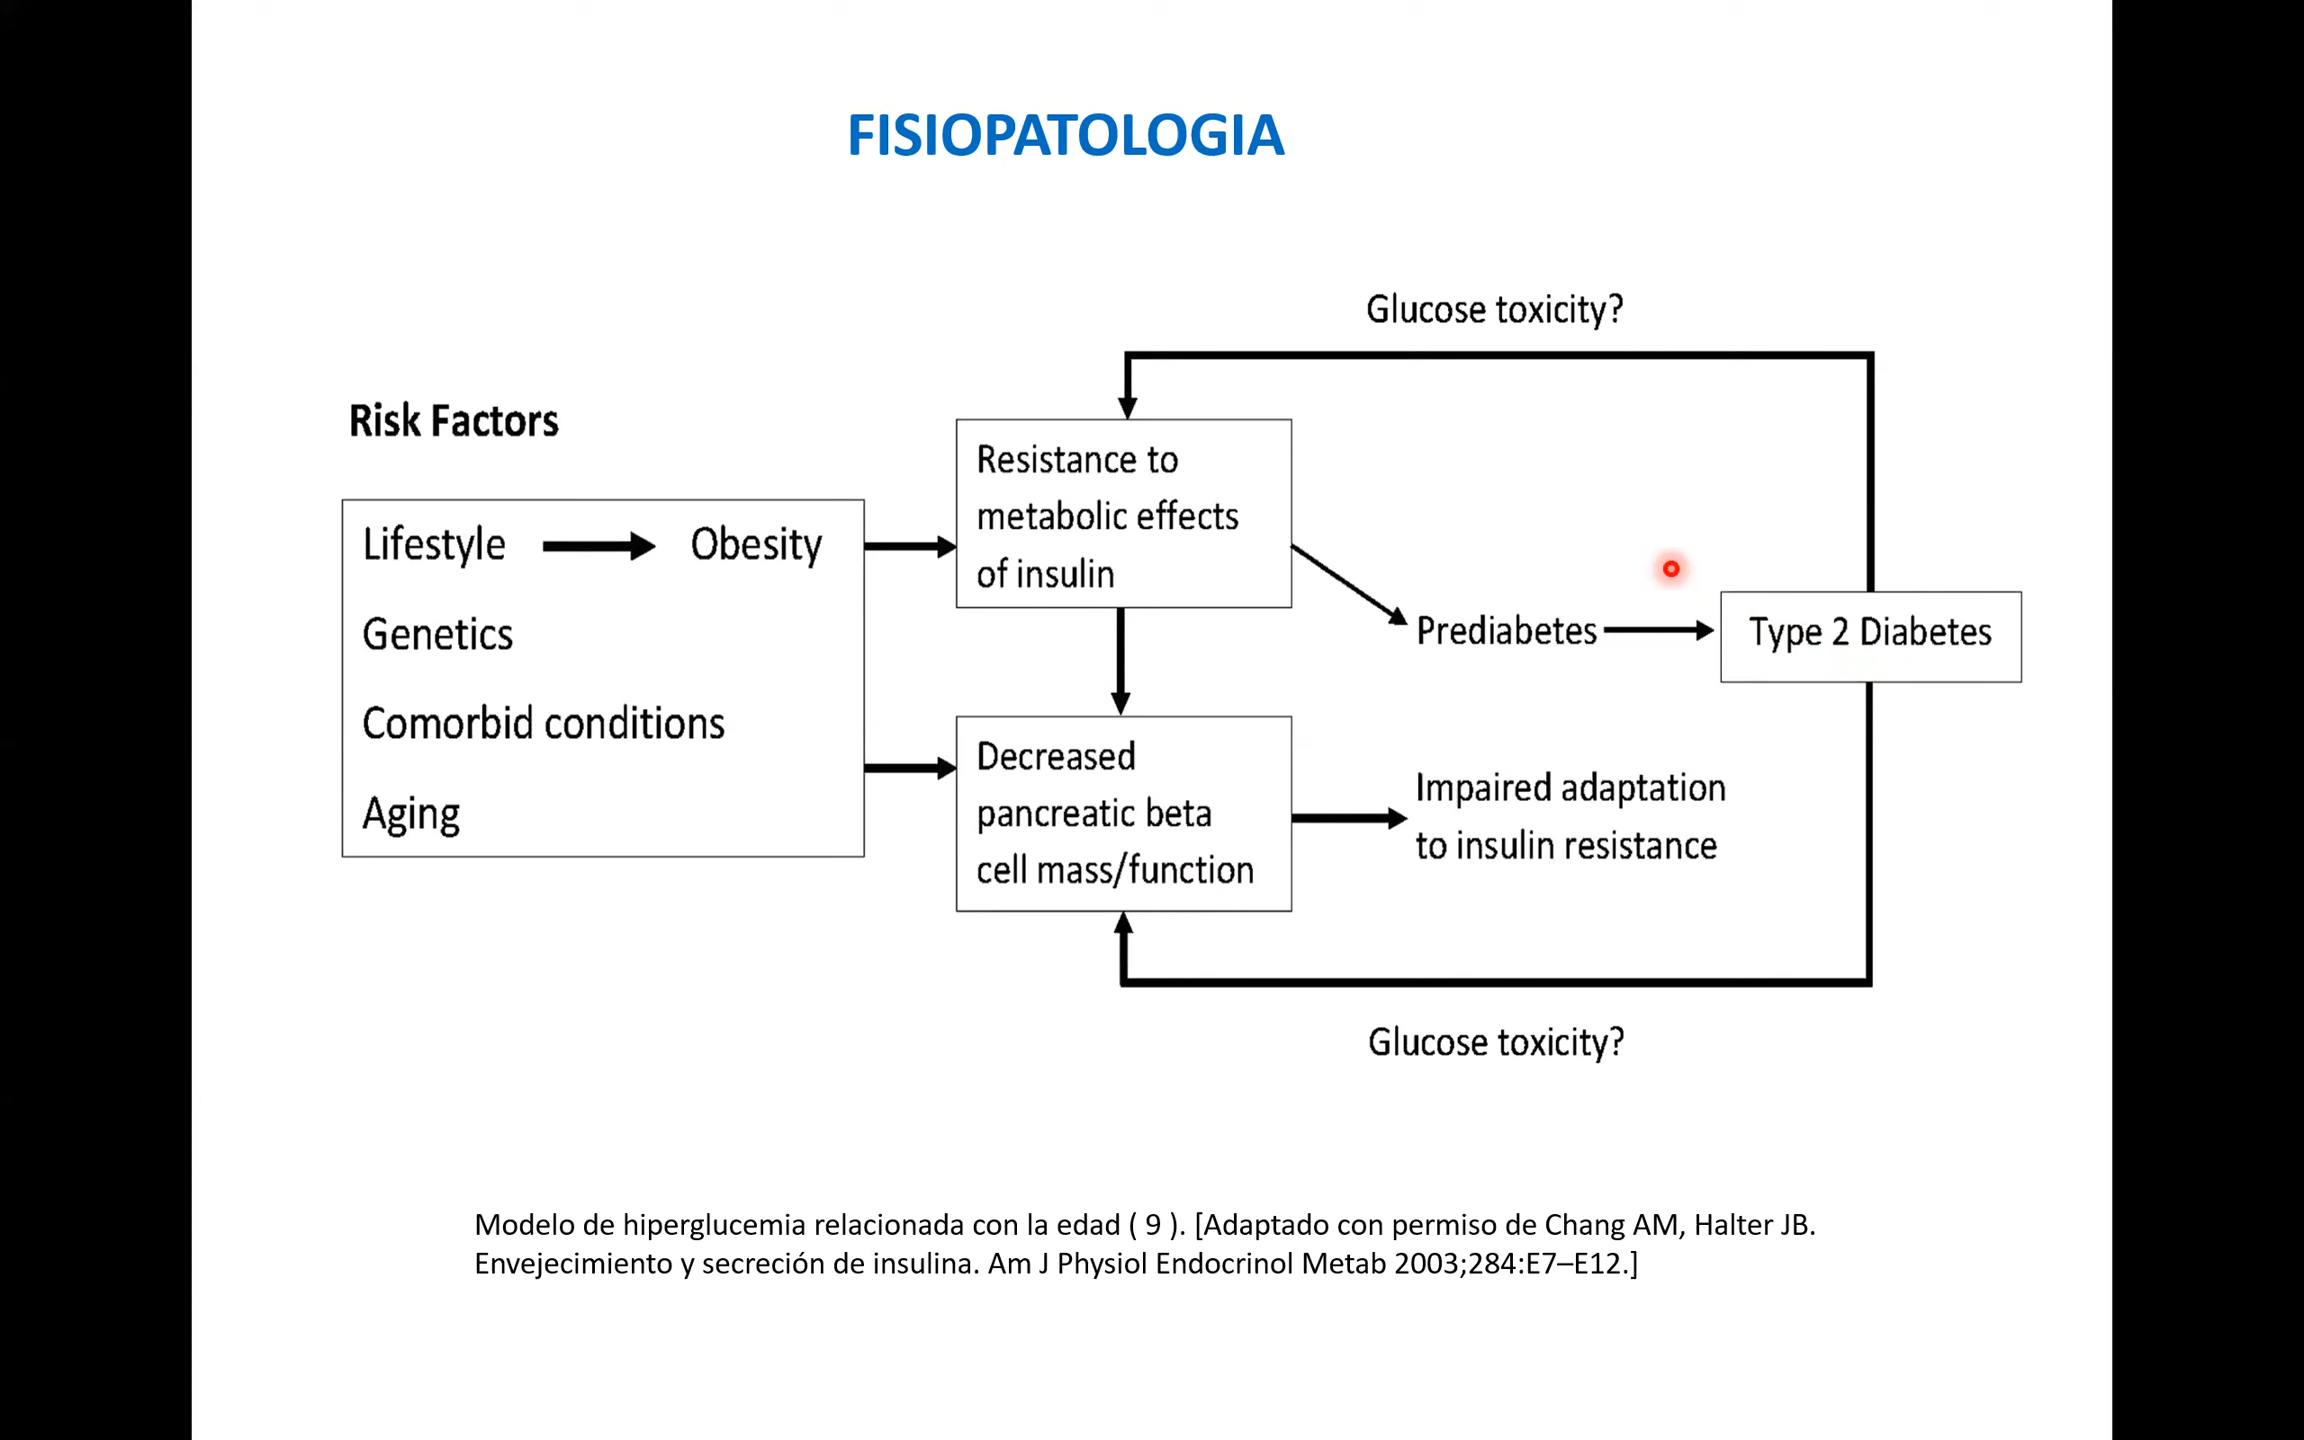 FISIOPATOLOGIA
Glucose toxicity?
Risk Factors
Lifestyle
Obesity
Genetics
Comorbid conditions
Aging
Resistance to
metabolic effects
of insulin
Prediabetes
Type 2 Diabetes
Decreased
pancreatic beta
cell mass/function
Impaired adaptation
to insulin resistance
Glucose toxicity?
Modelo de hiperglucemia relacionada con la edad ( 9 ). [Adaptado con permiso de Chang AM, Halter JB.
Envejecimiento y secreción de insulina. Am J Physiol Endocrinol Metab 2003;284:E7–E12.]